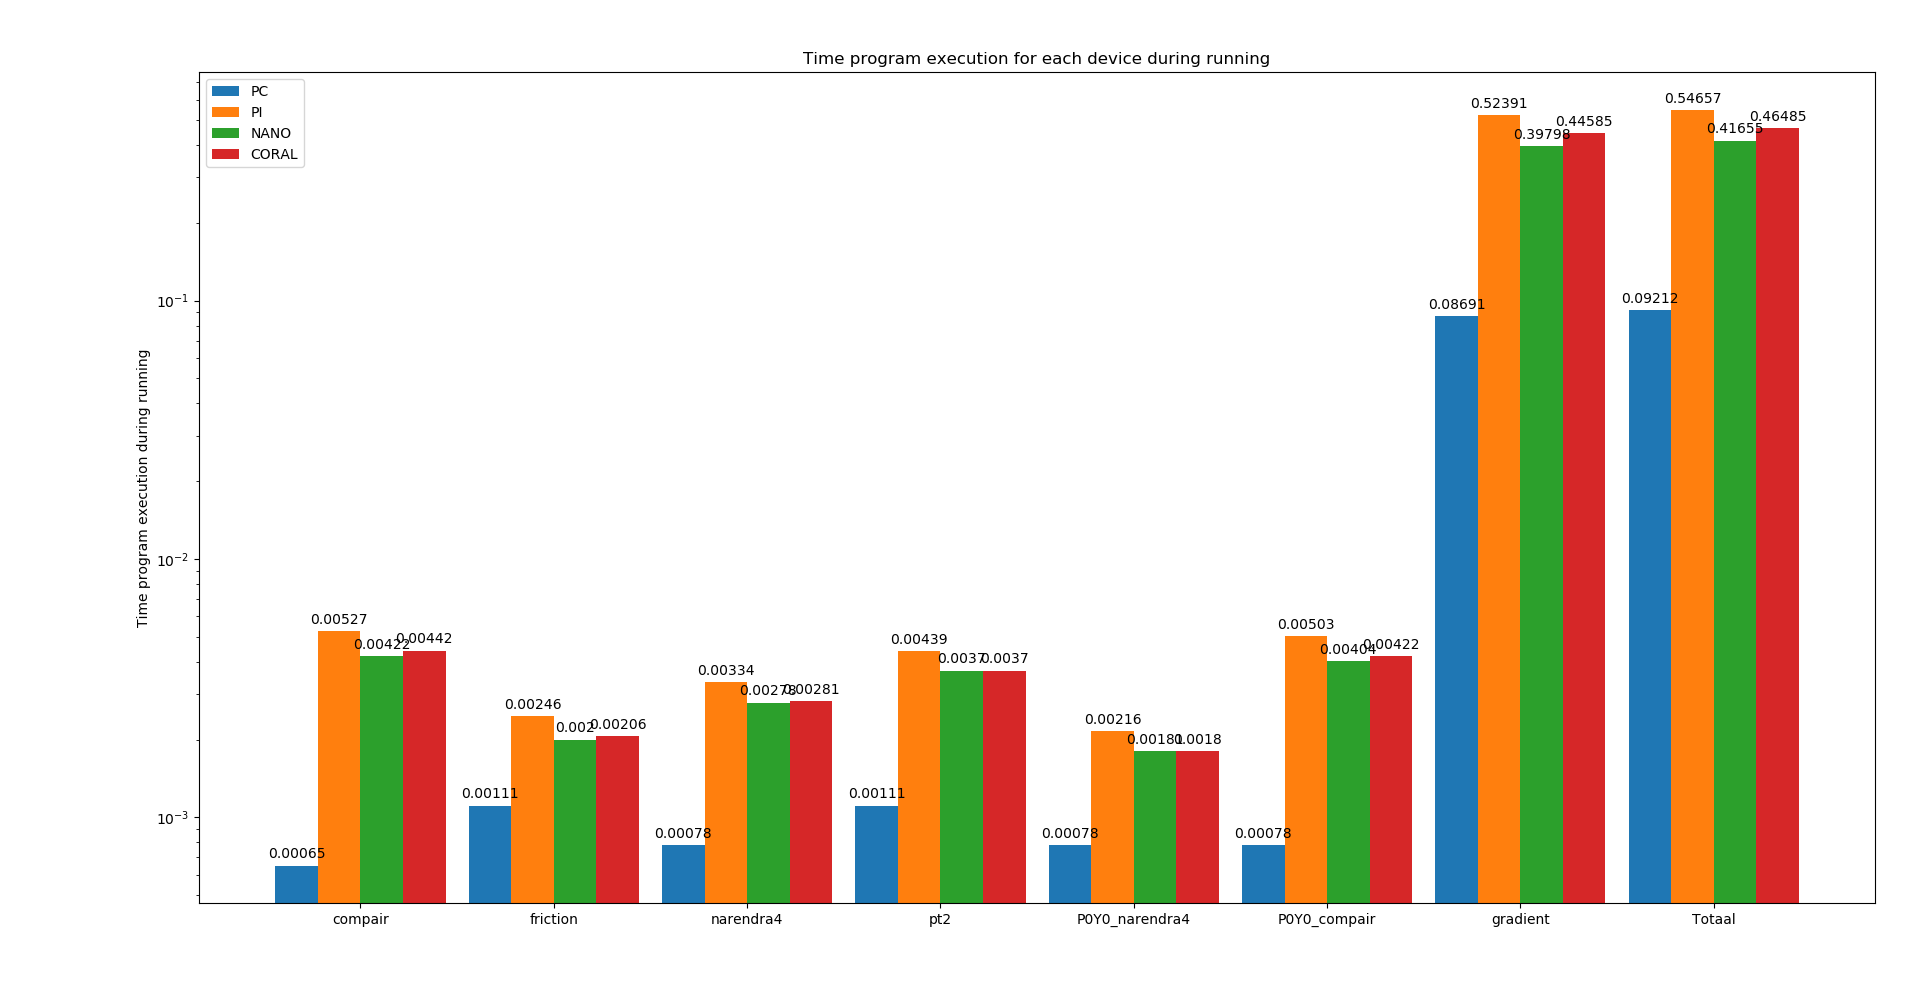 Time program execution for each device during running
PC
PI
NANO
CORAL
Time program execution during running
10⁻¹
10⁻²
10⁻³
0.00065
0.00527
0.00422
0.00442
0.00111
0.00246
0.002
0.00206
0.00078
0.00334
0.00278
0.00281
0.00111
0.00439
0.0037
0.0037
0.00078
0.00216
0.00181
0.0018
0.00078
0.00503
0.00404
0.00422
0.08691
0.52391
0.39798
0.44585
0.09212
0.54657
0.41655
0.46485
compair
friction
narendra4
pt2
P0Y0_narendra4
P0Y0_compair
gradient
Totaal